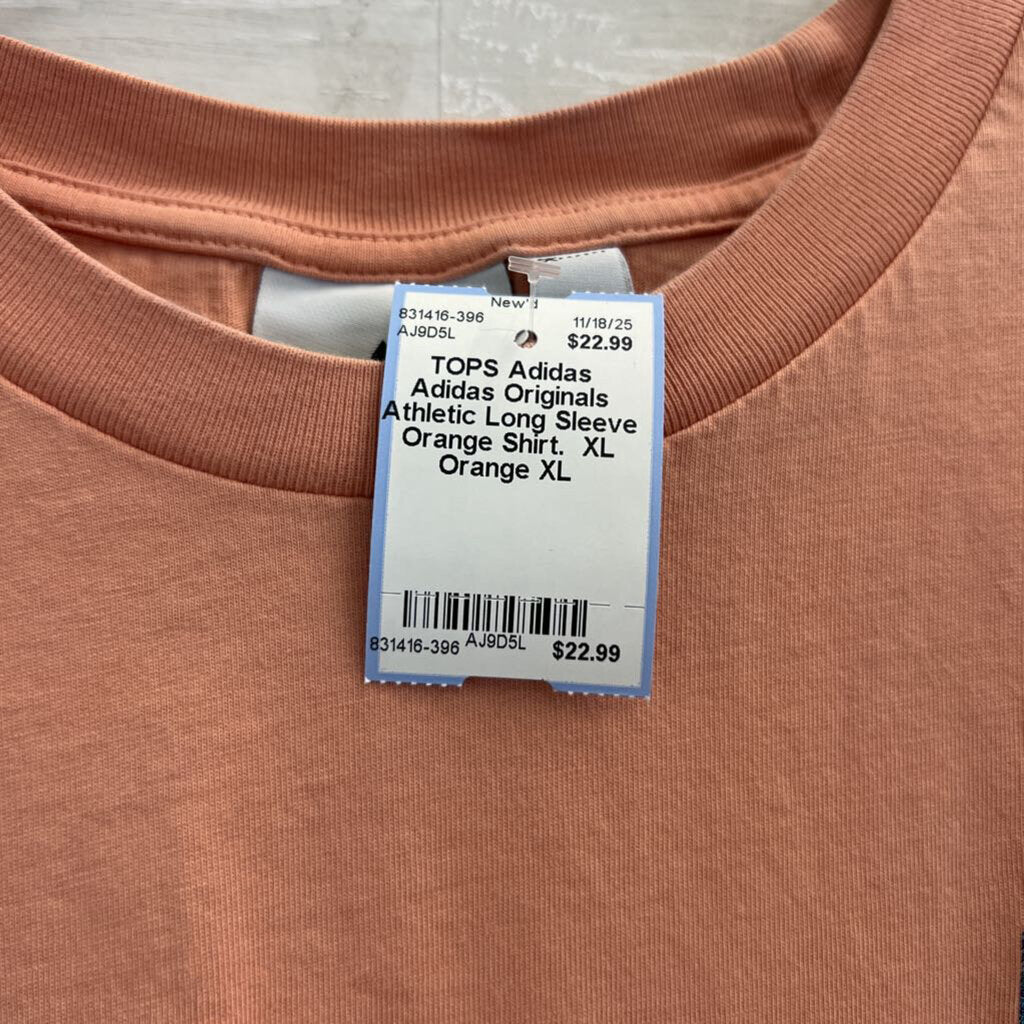 New'd
831416-396 11/18/25
AJ9D5L $22.99
TOPS Adidas
Adidas Originals
Athletic Long Sleeve
Orange Shirt. XL
Orange XL
831416-396 AJ9D5L $22.99